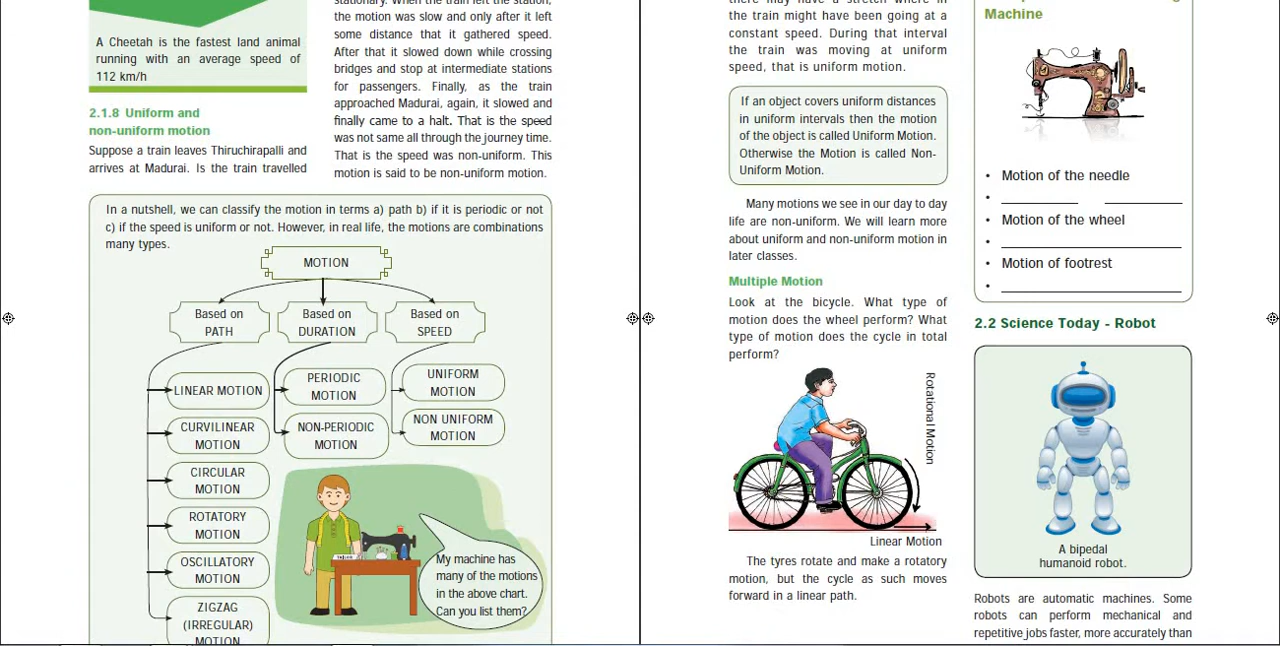 A Cheetah is the fastest land animal
running with an average speed of
112 km/h
2.1.8 Uniform and
non-uniform motion
Suppose a train leaves Thiruchirapalli and
arrives at Madurai. Is the train travelled
stationary. When the train left the station,
the motion was slow and only after it left
some distance that it gathered speed.
After that it slowed down while crossing
bridges and stop at intermediate stations
for passengers. Finally, as the train
approached Madurai, again, it slowed and
finally came to a halt. That is the speed
was not same all through the journey time.
That is the speed was non-uniform. This
motion is said to be non-uniform motion.
In a nutshell, we can classify the motion in terms a) path b) if it is periodic or not
c) if the speed is uniform or not. However, in real life, the motions are combinations
many types.
MOTION
Based on
PATH
Based on
DURATION
Based on
SPEED
LINEAR MOTION
CURVILINEAR
MOTION
CIRCULAR
MOTION
ROTATORY
MOTION
OSCILLATORY
MOTION
ZIGZAG
(IRREGULAR)
MOTION
PERIODIC
MOTION
NON-PERIODIC
MOTION
UNIFORM
MOTION
NON UNIFORM
MOTION
My machine has
many of the motions
in the above chart.
Can you list them?
there may have a stretch where in
the train might have been going at a
constant speed. During that interval
the train was moving at uniform
speed, that is uniform motion.
If an object covers uniform distances
in uniform intervals then the motion
of the object is called Uniform Motion.
Otherwise the Motion is called Non-
Uniform Motion.
Many motions we see in our day to day
life are non-uniform. We will learn more
about uniform and non-uniform motion in
later classes.
Multiple Motion
Look at the bicycle. What type of
motion does the wheel perform? What
type of motion does the cycle in total
perform?
Rotational Motion
Linear Motion
The tyres rotate and make a rotatory
motion, but the cycle as such moves
forward in a linear path.
Machine
• Motion of the needle
•
• Motion of the wheel
•
• Motion of footrest
•
2.2 Science Today - Robot
A bipedal
humanoid robot.
Robots are automatic machines. Some
robots can perform mechanical and
repetitive jobs faster, more accurately than